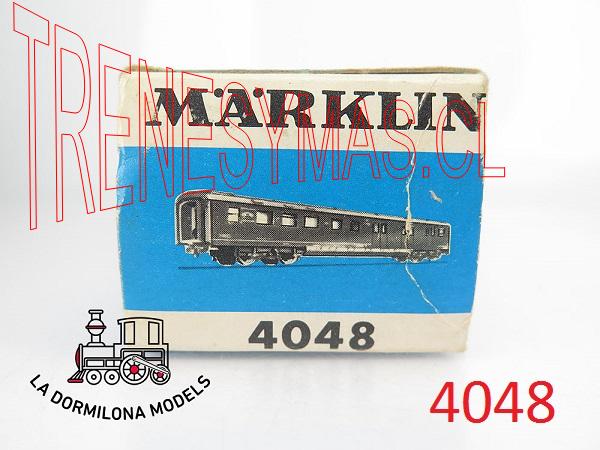 TRENESYMAS.CL
MÄRKLIN
4048
LA DORMILONA MODELS
4048